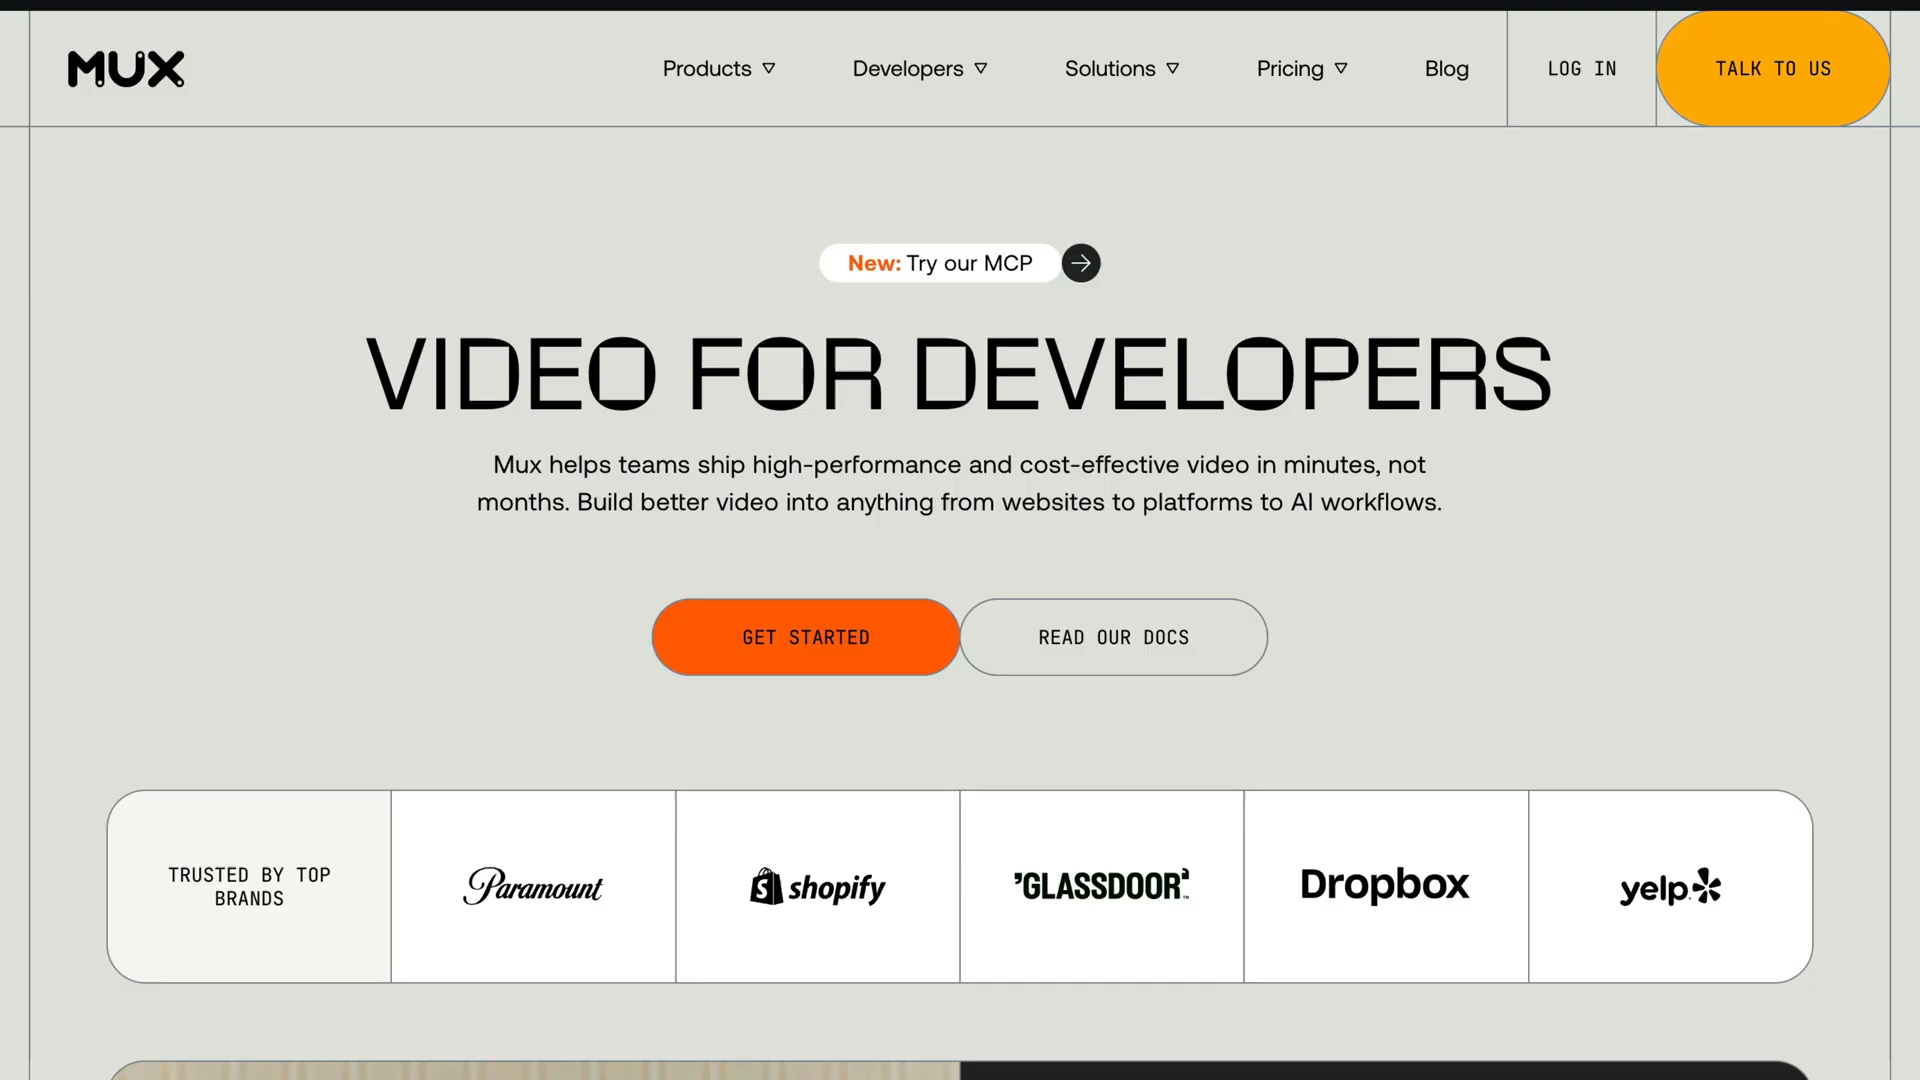 MUX
Products
Developers
Solutions
Pricing
Blog
LOG IN
TALK TO US
New: Try our MCP
VIDEO FOR DEVELOPERS
Mux helps teams ship high-performance and cost-effective video in minutes, not
months. Build better video into anything from websites to platforms to AI workflows.
GET STARTED
READ OUR DOCS
TRUSTED BY TOP
BRANDS
Paramount
shopify
GLASSDOOR™
Dropbox
yelp